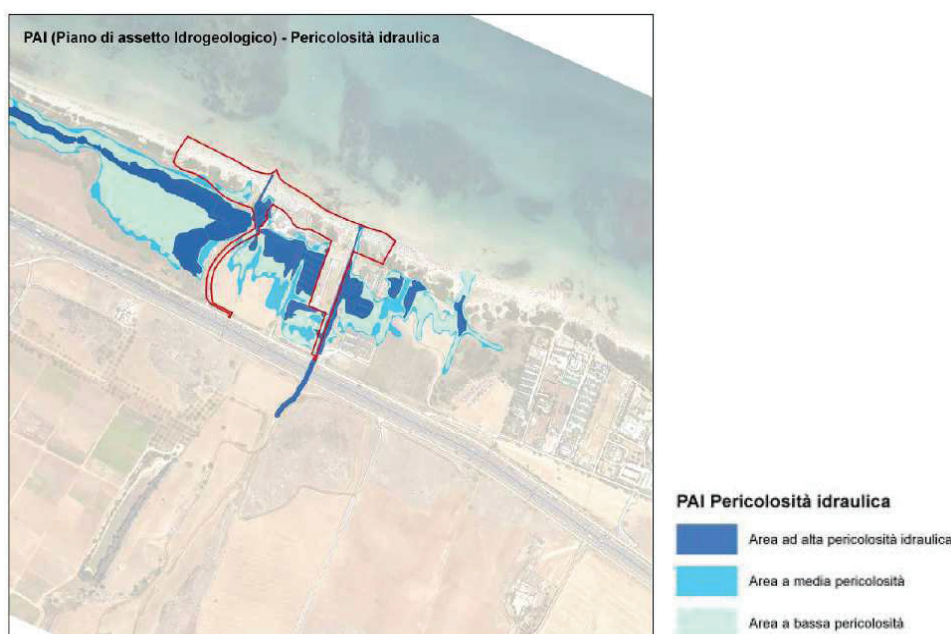 PAI (Piano di assetto Idrogeologico) - Pericolosità idraulica
PAI Pericolosità idraulica
Area ad alta pericolosità idraulica
Area a media pericolosità
Area a bassa pericolosità